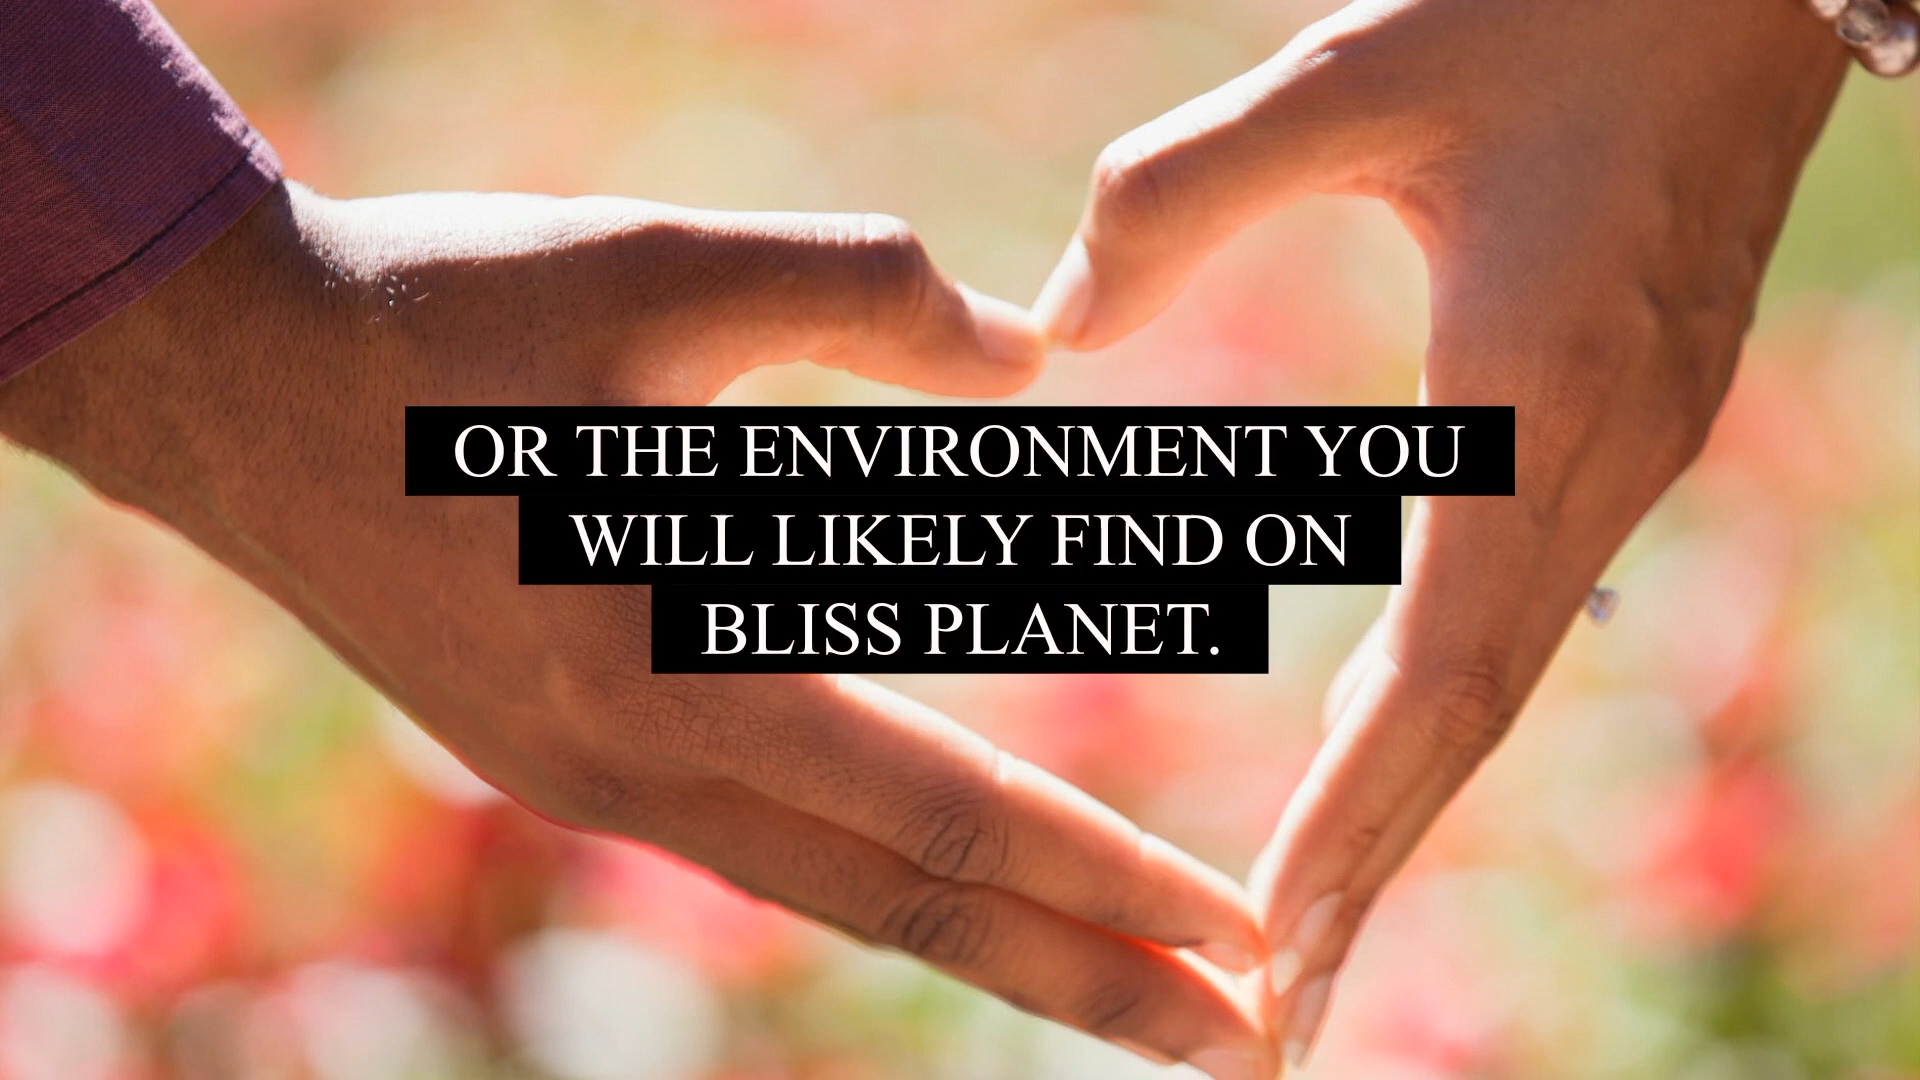 OR THE ENVIRONMENT YOU
WILL LIKELY FIND ON
BLISS PLANET.